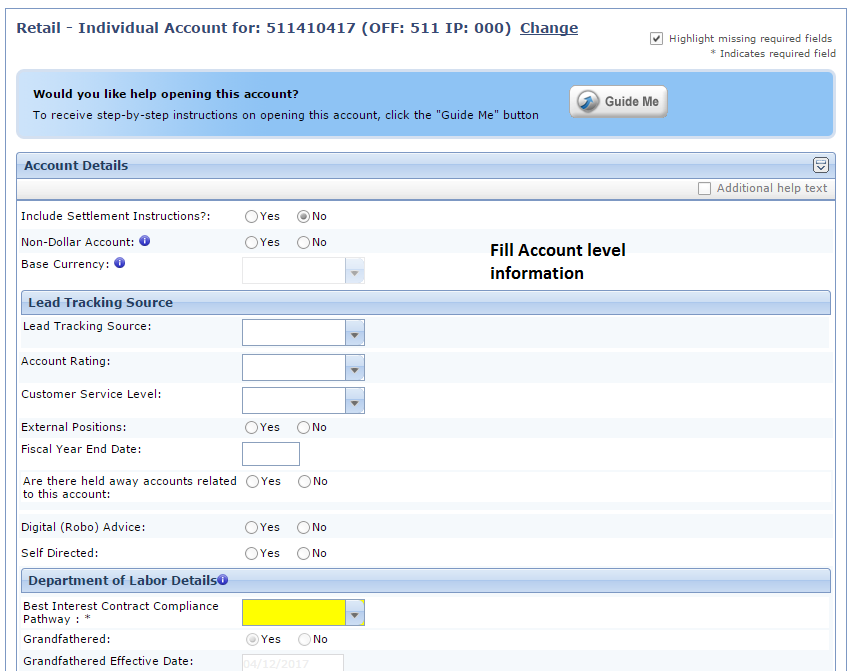 Retail - Individual Account for: 511410417 (OFF: 511 IP: 000) Change
Highlight missing required fields
* Indicates required field
Would you like help opening this account?
To receive step-by-step instructions on opening this account, click the "Guide Me" button
Guide Me
Account Details
Additional help text
Include Settlement Instructions?: Yes No
Non-Dollar Account: Yes No
Base Currency:
Fill Account level
information
Lead Tracking Source
Lead Tracking Source:
Account Rating:
Customer Service Level:
External Positions: Yes No
Fiscal Year End Date:
Are there held away accounts related Yes No
to this account:
Digital (Robo) Advice: Yes No
Self Directed: Yes No
Department of Labor Details
Best Interest Contract Compliance
Pathway : *
Grandfathered: Yes No
Grandfathered Effective Date: 04/12/2017